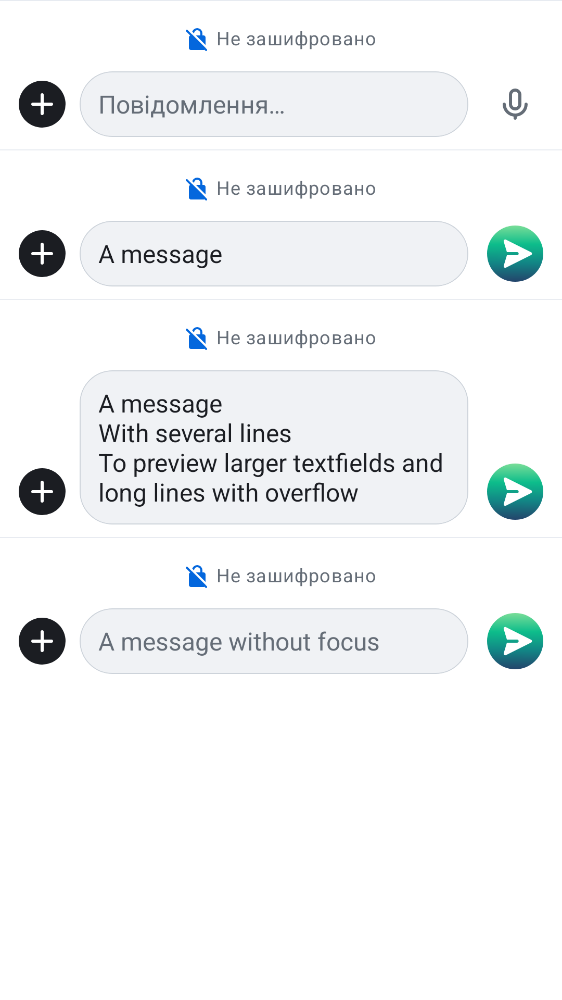 Не зашифровано
Повідомлення…
Не зашифровано
A message
Не зашифровано
A message
With several lines
To preview larger textfields and
long lines with overflow
Не зашифровано
A message without focus